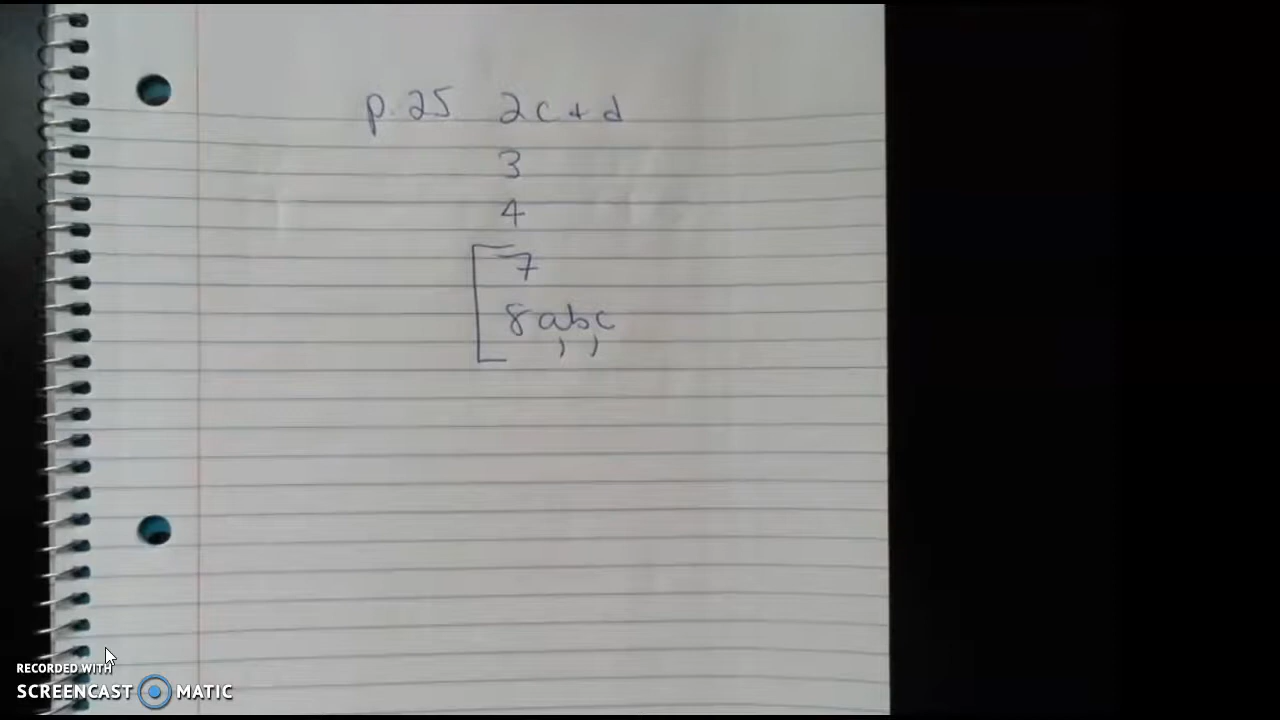 p. 25 2c + d
3
4
7
8 a, b, c
RECORDED WITH
SCREENCAST MATIC